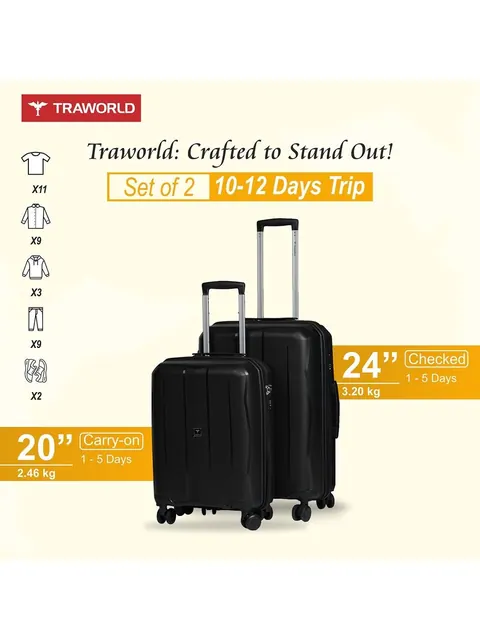 TRAWORLD
Traworld: Crafted to Stand Out!
Set of 2 10-12 Days Trip
X11
X9
X3
X9
X2
24” Checked
1 - 5 Days
3.20 kg
20” Carry-on
1 - 5 Days
2.46 kg